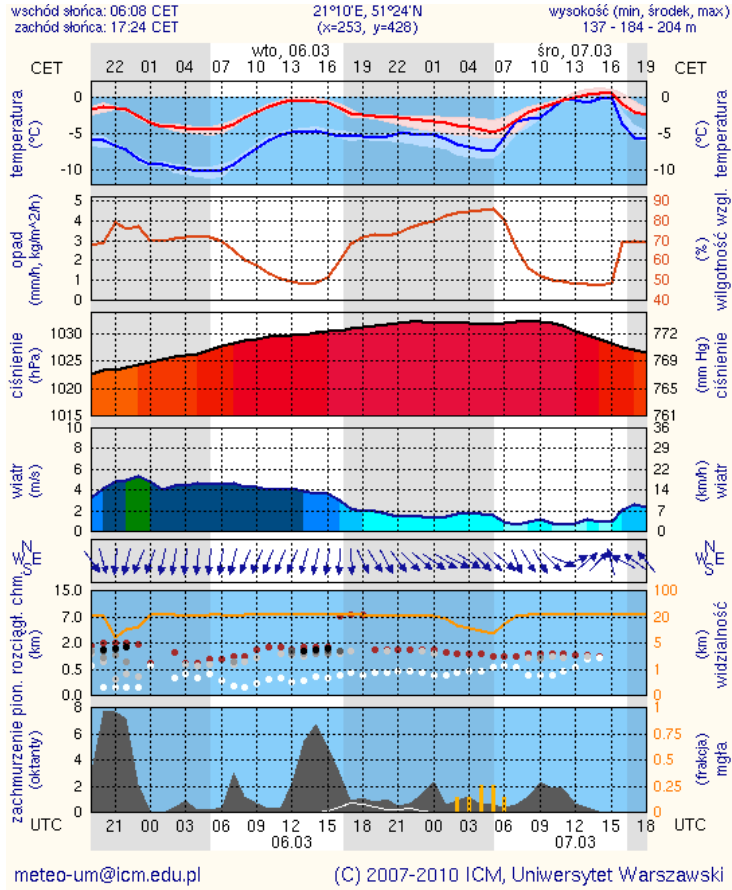 wschód słońca: 06:08 CET 21°10'E, 51°24'N wysokość (min, środek, max)
zachód słońca: 17:24 CET (x=253, y=428) 137 - 184 - 204 m
wto, 06.03 śro, 07.03
CET 22 01 04 07 10 13 16 19 22 01 04 07 10 13 16 19 CET
temperatura
(°C)
0
-5
-10
0
-5
-10
(°C)
temperatura
opad
(mm/h, kg/m^2/h)
5
4
3
2
1
0
90
80
70
60
50
40
(%)
wilgotność wzgl.
ciśnienie
(hPa)
1030
1025
1020
1015
772
769
765
761
(mm Hg)
ciśnienie
wiatr
(m/s)
10
8
6
4
2
0
36
29
22
14
7
0
(km/h)
wiatr
N
W E
S
N
W E
S
pion. rozciągł. chm.
(km)
15.0
7.0
2.0
0.5
0.0
100
20
5
1
0
(km)
widzialność
zachmurzenie
(oktanty)
8
6
4
2
0
1
0.75
0.5
0.25
0
(frakcja)
mgła
UTC 21 00 03 06 09 12 15 18 21 00 03 06 09 12 15 18 UTC
06.03 07.03
meteo-um@icm.edu.pl (C) 2007-2010 ICM, Uniwersytet Warszawski